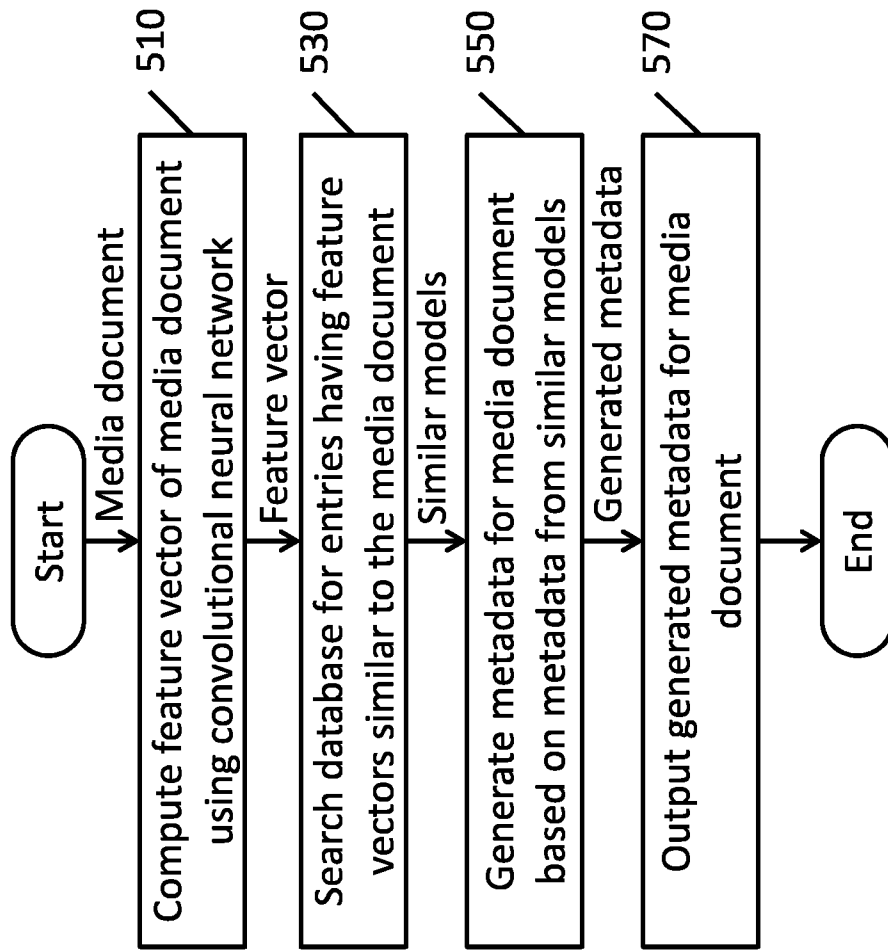 Start
Media document
Compute feature vector of media document
using convolutional neural network
510
Feature vector
Search database for entries having feature
vectors similar to the media document
530
Similar models
Generate metadata for media document
based on metadata from similar models
550
Generated metadata
Output generated metadata for media
document
570
End